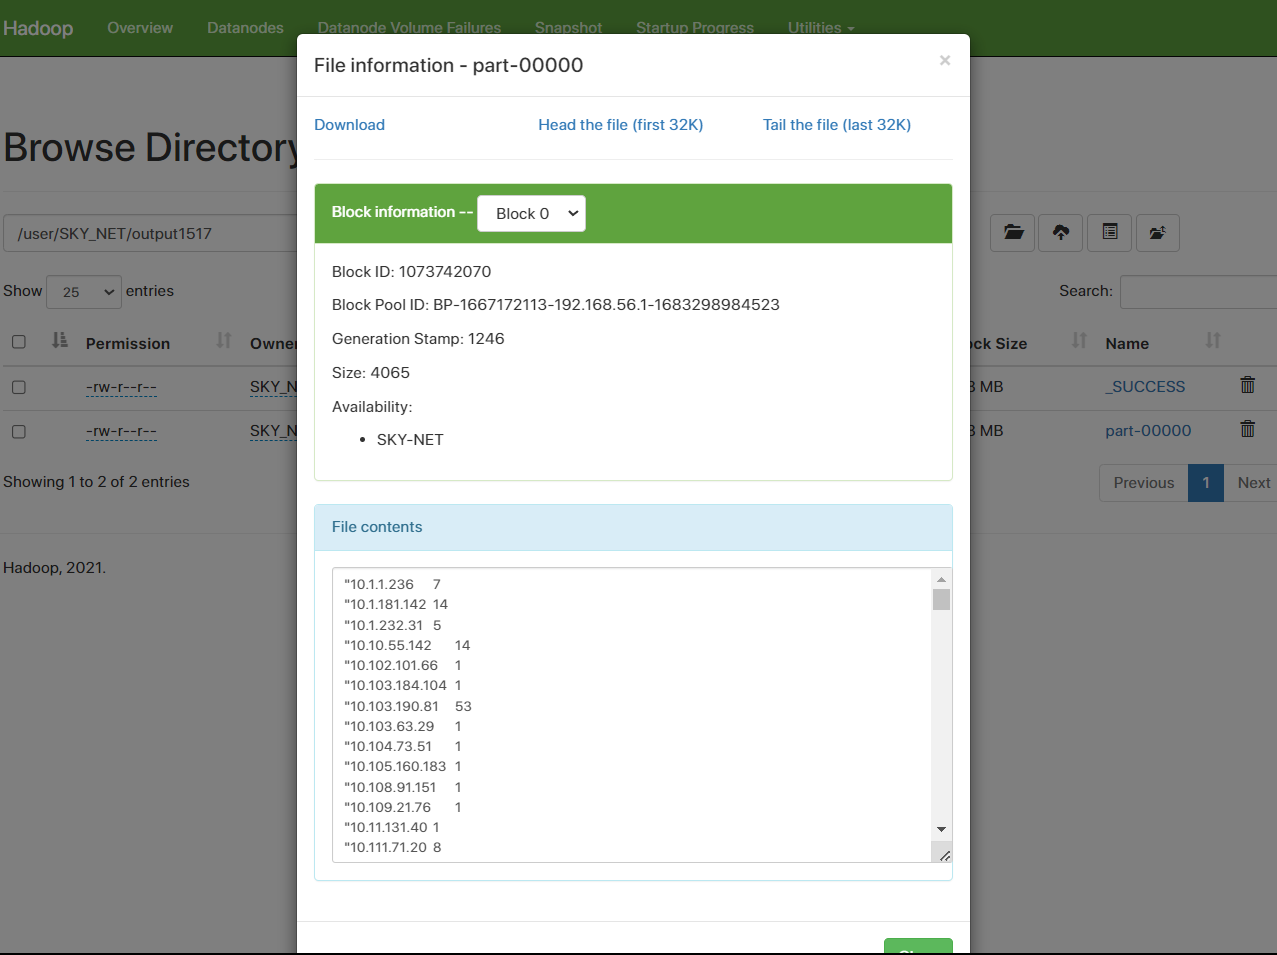 Hadoop Overview Datanodes Datanode Volume Failures Snapshot Startup Progress Utilities
File information - part-00000 ×
Download Head the file (first 32K) Tail the file (last 32K)
Browse Directory
Block information -- Block 0
/user/SKY_NET/output1517
Block ID: 1073742070
Show 25 entries Search:
Block Pool ID: BP-1667172113-192.168.56.1-1683298984523
Generation Stamp: 1246
Permission Size Name
Size: 4065
-rw-r--r-- MB _SUCCESS
Availability:
-rw-r--r-- MB part-00000
• SKY-NET
Showing 1 to 2 of 2 entries Previous 1 Next
File contents
Hadoop, 2021.
"10.1.1.236 7
"10.1.181.142 14
"10.1.232.31 5
"10.10.55.142 14
"10.102.101.66 1
"10.103.184.104 1
"10.103.190.81 53
"10.103.63.29 1
"10.104.73.51 1
"10.105.160.183 1
"10.108.91.151 1
"10.109.21.76 1
"10.11.131.40 1
"10.111.71.20 8